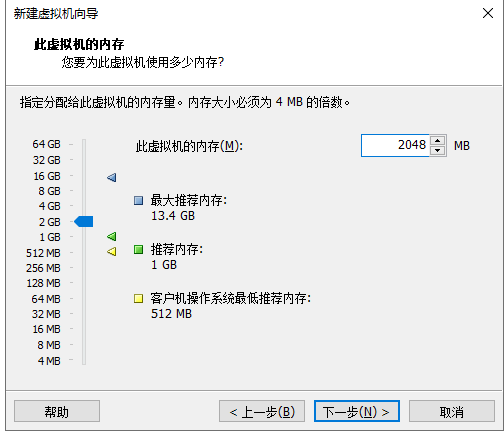 新建虚拟机向导
此虚拟机的内存
您要为此虚拟机使用多少内存?
指定分配给此虚拟机的内存量。内存大小必须为 4 MB 的倍数。
64 GB
32 GB
16 GB
8 GB
4 GB
2 GB
1 GB
512 MB
256 MB
128 MB
64 MB
32 MB
16 MB
8 MB
4 MB
此虚拟机的内存(M): 2048 MB
最大推荐内存:
13.4 GB
推荐内存:
1 GB
客户机操作系统最低推荐内存:
512 MB
帮助 < 上一步(B) 下一步(N) > 取消